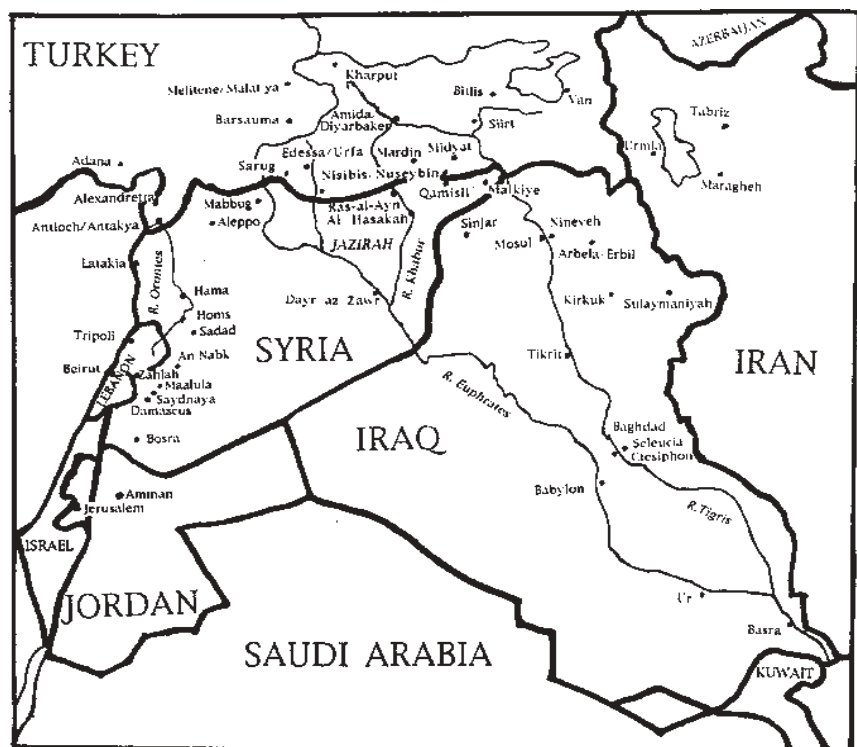 TURKEY
AZERBAIJAN
Kharput
Melitene/Malatya
Bitlis
Van
Barsauma
Amida/
Diyarbaker
Siirt
Tabriz
Urmia
Adana
Edessa/Urfa
Mardin
Midyat
Sarug
Nisibis-Nuseybin
Maragheh
Alexandretta
Mabbug
Qamisli
Malkiye
Ras-al-Ayn
Antioch/Antakya
Aleppo
Al Hasakah
Sinjar
Nineveh
JAZIRAH
Mosul
Arbela-Erbil
Latakia
R. Orontes
R. Khabur
Hama
Dayr az Zawr
Kirkuk
Sulaymaniyah
Homs
Sadad
Tripoli
SYRIA
Tikrit
An Nabk
IRAN
Beirut
Zahlah
LEBANON
Maalula
Saydnaya
R. Euphrates
Damascus
Bosra
IRAQ
Baghdad
Seleucia
Ctesiphon
Babylon
Amman
Jerusalem
R. Tigris
ISRAEL
JORDAN
Ur
Basra
SAUDI ARABIA
KUWAIT